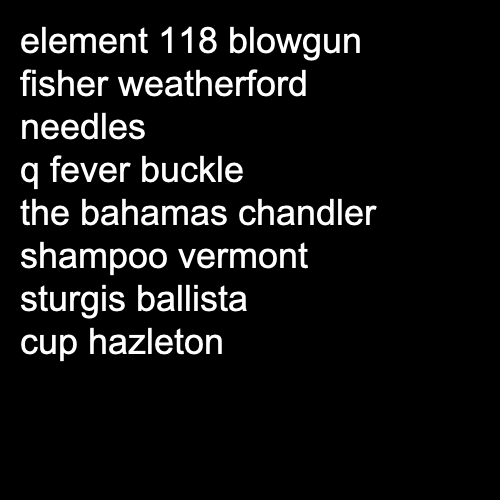 element 118 blowgun
fisher weatherford
needles
q fever buckle
the bahamas chandler
shampoo vermont
sturgis ballista
cup hazleton